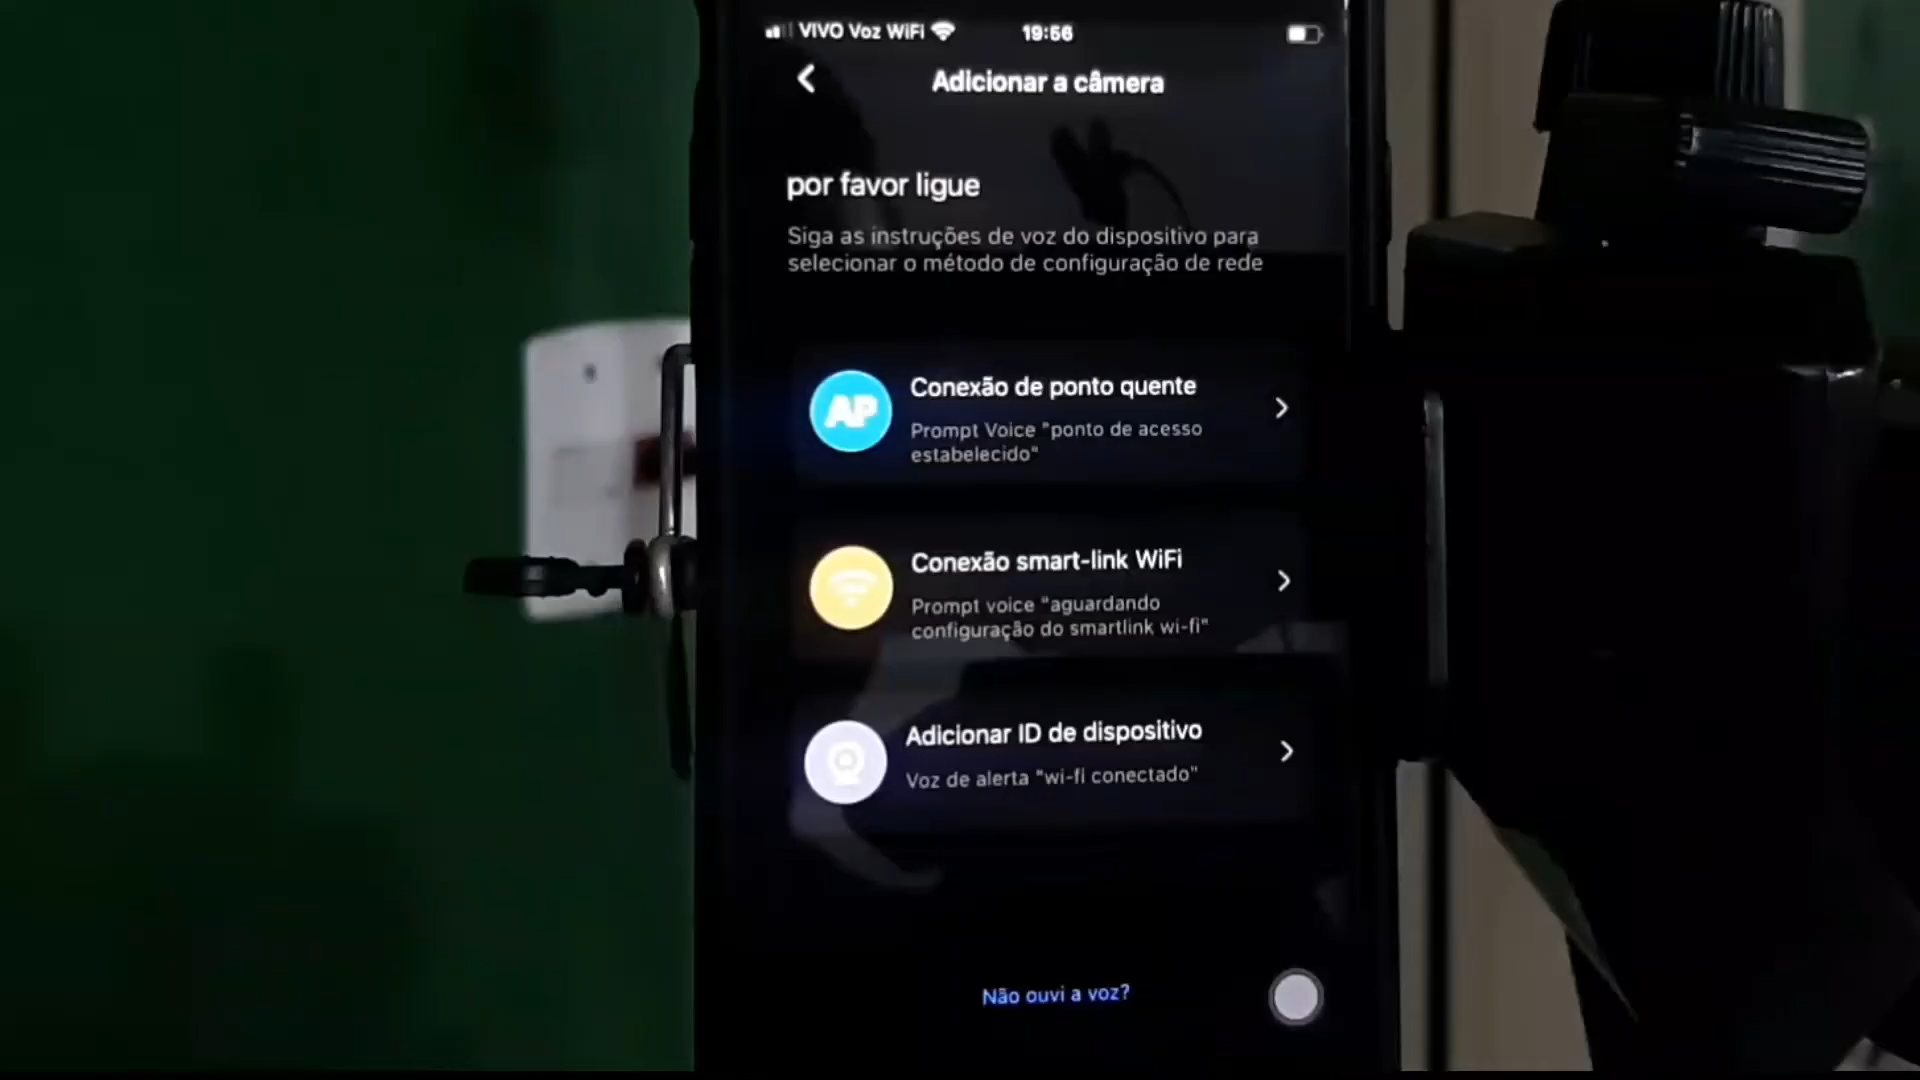 VIVO Voz WiFi
19:56
Adicionar a câmera
por favor ligue
Siga as instruções de voz do dispositivo para
selecionar o método de configuração de rede
AP
Conexão de ponto quente
Prompt Voice "ponto de acesso
estabelecido"
Conexão smart-link WiFi
Prompt voice "aguardando
configuração do smartlink wi-fi"
Adicionar ID de dispositivo
Voz de alerta "wi-fi conectado"
Não ouvi a voz?